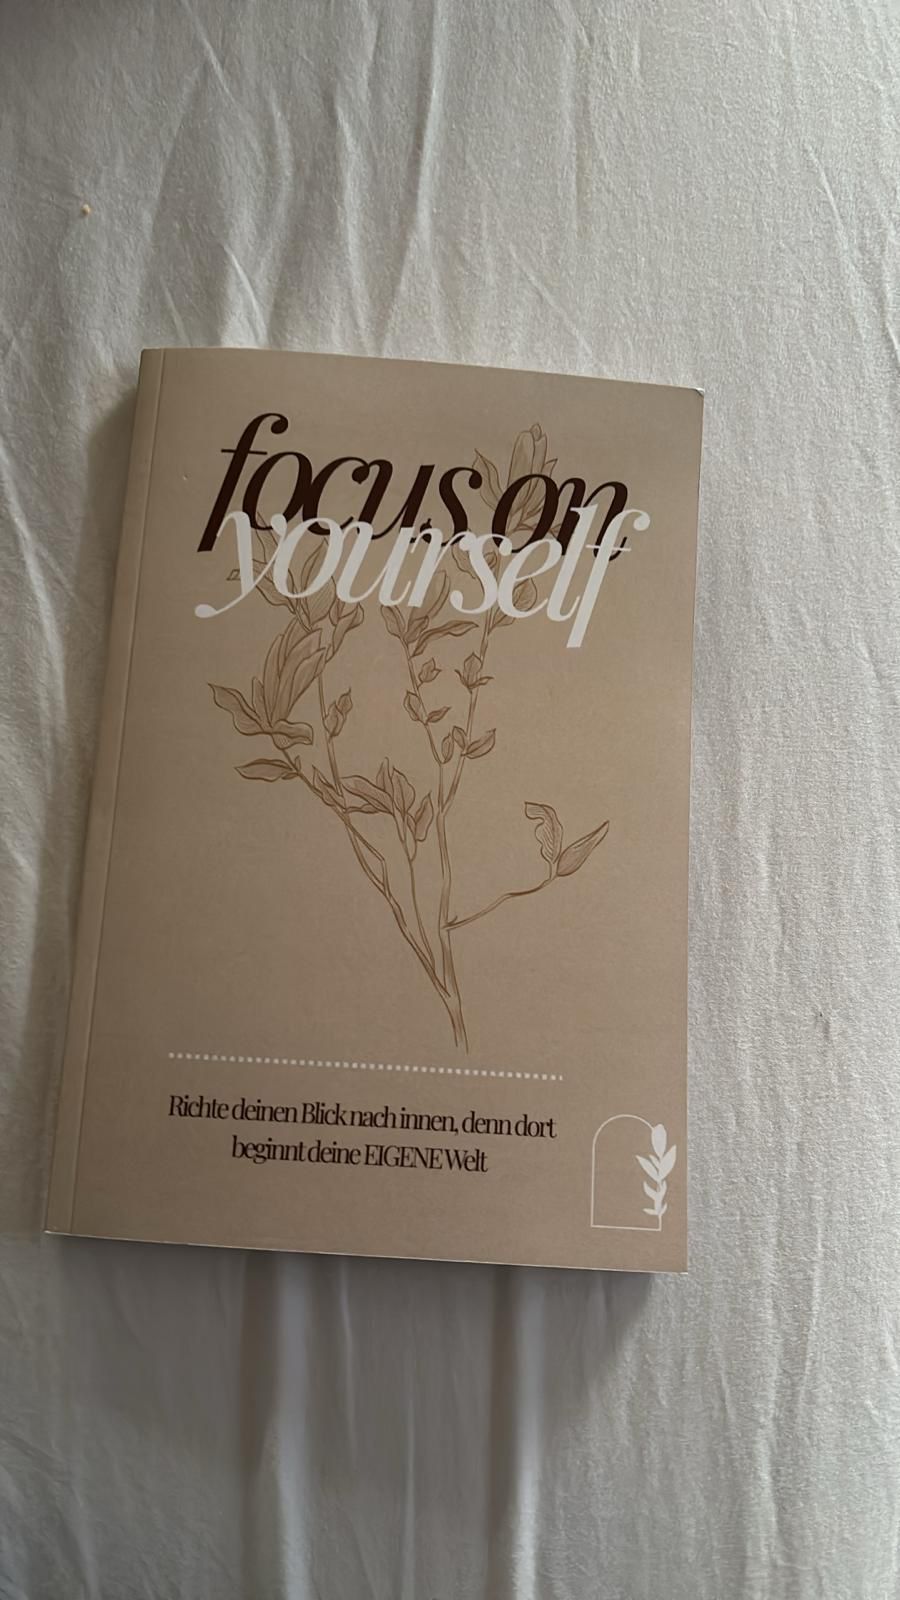 focus on
yourself
Richte deinen Blick nach innen, denn dort
beginnt deine EIGENE Welt